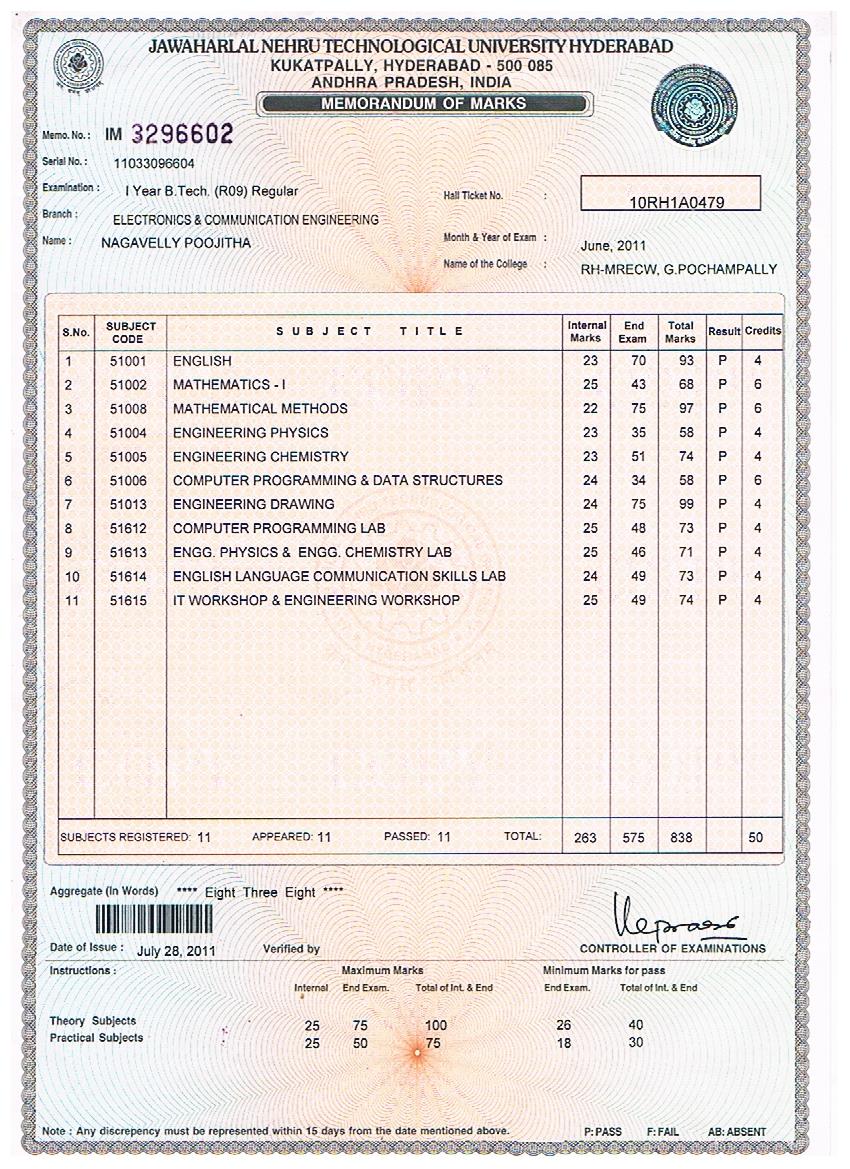 JAWAHARLAL NEHRU TECHNOLOGICAL UNIVERSITY HYDERABAD
KUKATPALLY, HYDERABAD - 500 085
ANDHRA PRADESH, INDIA
MEMORANDUM OF MARKS
Memo. No. : IM 3296602
Serial No. : 11033096604
Examination : I Year B.Tech. (R09) Regular
Hall Ticket No. : 10RH1A0479
Branch : ELECTRONICS & COMMUNICATION ENGINEERING
Name : NAGAVELLY POOJITHA
Month & Year of Exam : June, 2011
Name of the College : RH-MRECW, G.POCHAMPALLY
S.No. SUBJECT CODE SUBJECT TITLE Internal Marks End Exam Total Marks Result Credits
1 51001 ENGLISH 23 70 93 P 4
2 51002 MATHEMATICS - I 25 43 68 P 6
3 51008 MATHEMATICAL METHODS 22 75 97 P 6
4 51004 ENGINEERING PHYSICS 23 35 58 P 4
5 51005 ENGINEERING CHEMISTRY 23 51 74 P 4
6 51006 COMPUTER PROGRAMMING & DATA STRUCTURES 24 34 58 P 6
7 51013 ENGINEERING DRAWING 24 75 99 P 4
8 51612 COMPUTER PROGRAMMING LAB 25 48 73 P 4
9 51613 ENGG. PHYSICS & ENGG. CHEMISTRY LAB 25 46 71 P 4
10 51614 ENGLISH LANGUAGE COMMUNICATION SKILLS LAB 24 49 73 P 4
11 51615 IT WORKSHOP & ENGINEERING WORKSHOP 25 49 74 P 4
SUBJECTS REGISTERED: 11 APPEARED: 11 PASSED: 11 TOTAL: 263 575 838 50
Aggregate (In Words) **** Eight Three Eight ****
Date of Issue : July 28, 2011 Verified by CONTROLLER OF EXAMINATIONS
Instructions : Maximum Marks Minimum Marks for pass
Internal End Exam. Total of Int. & End End Exam. Total of Int. & End
Theory Subjects 25 75 100 26 40
Practical Subjects 25 50 75 18 30
Note : Any discrepancy must be represented within 15 days from the date mentioned above. P: PASS F: FAIL AB: ABSENT